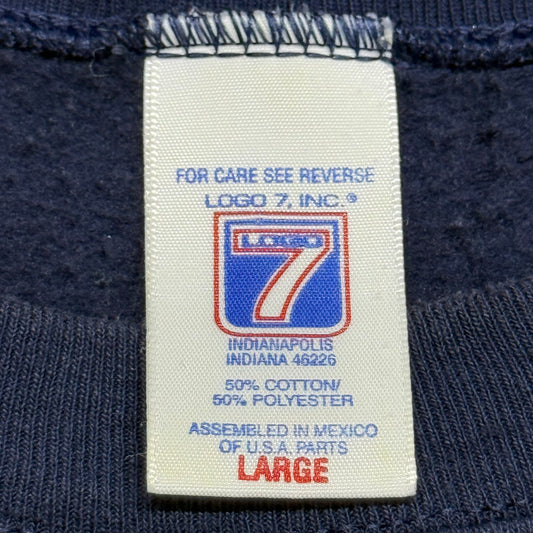 FOR CARE SEE REVERSE
LOGO 7, INC.®
LOGO
7
INDIANAPOLIS
INDIANA 46226
50% COTTON/
50% POLYESTER
ASSEMBLED IN MEXICO
OF U.S.A. PARTS
LARGE